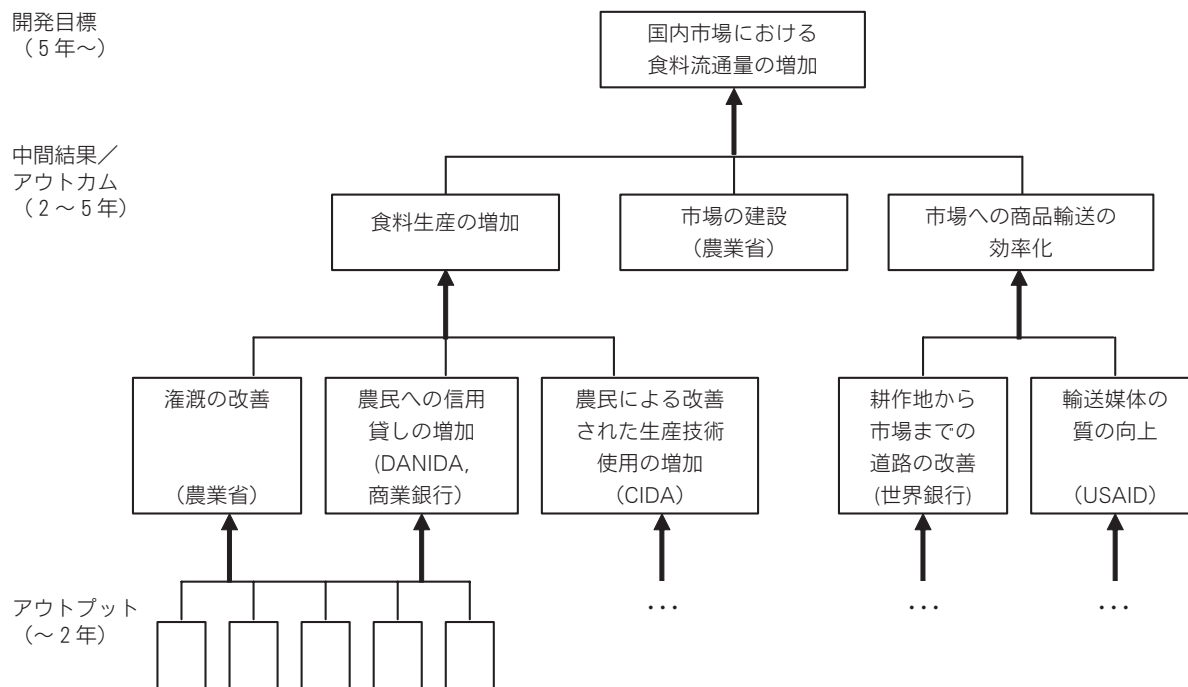 開発目標
（５年～）
国内市場における
食料流通量の増加
中間結果／
アウトカム
（２～５年）
食料生産の増加
市場の建設
（農業省）
市場への商品輸送の
効率化
灌漑の改善
（農業省）
農民への信用
貸しの増加
(DANIDA,
商業銀行）
農民による改善
された生産技術
使用の増加
（CIDA）
耕作地から
市場までの
道路の改善
(世界銀行)
輸送媒体の
質の向上
（USAID）
アウトプット
（～２年）
…
…
…